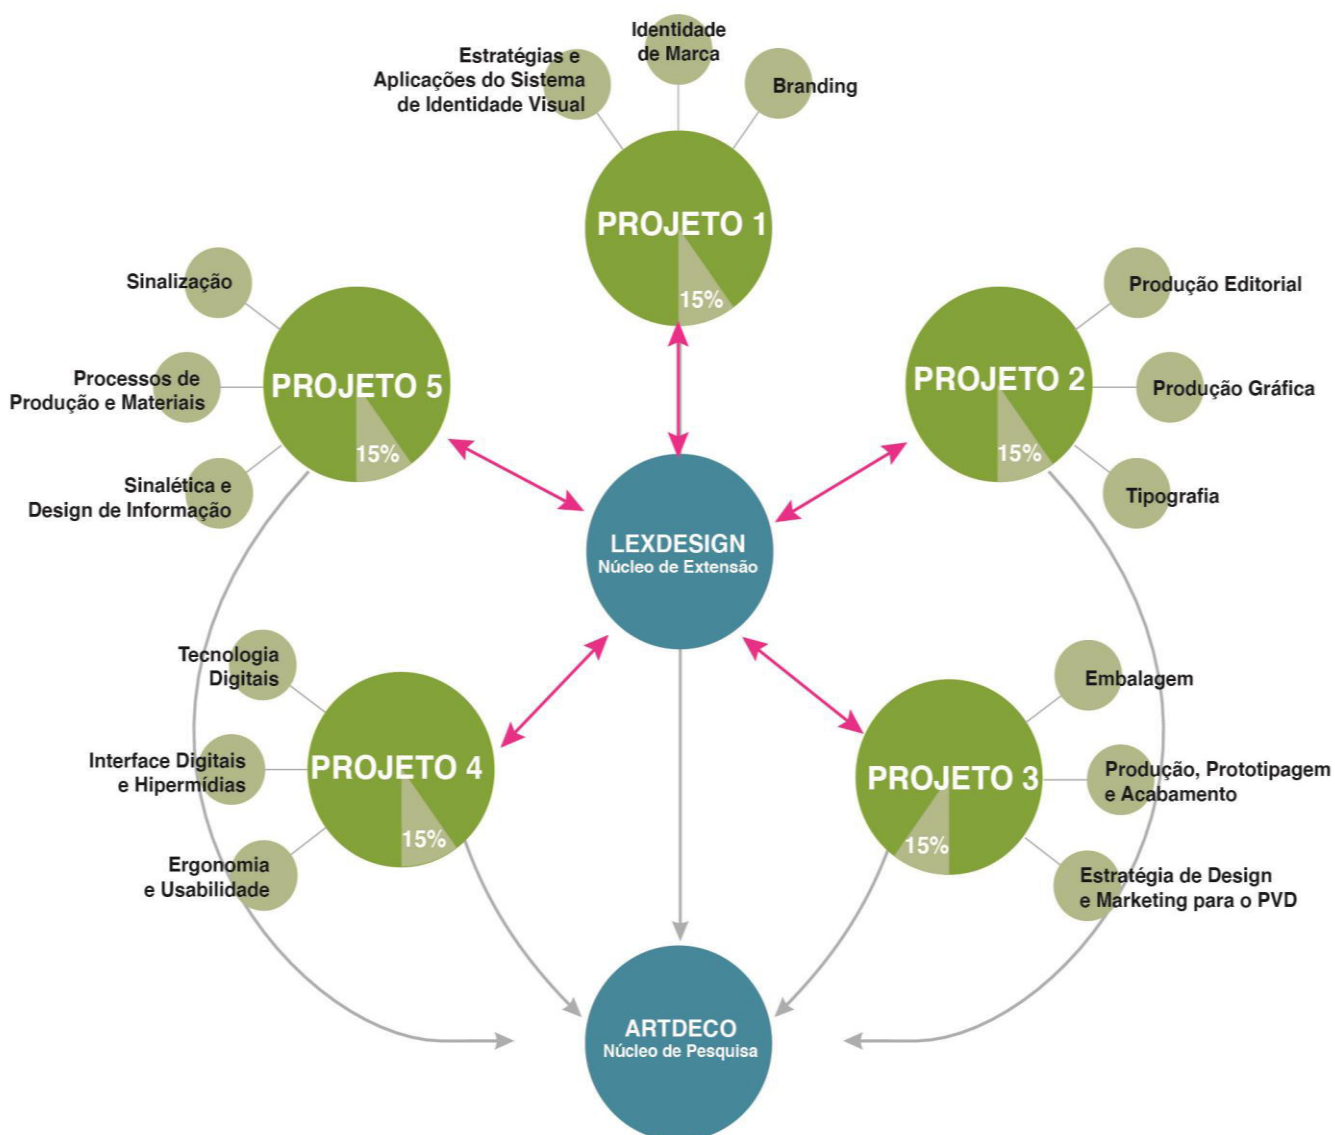 Identidade
de Marca
Estratégias e
Aplicações do Sistema
de Identidade Visual
Branding
PROJETO 1
15%
Sinalização
Processos de
Produção e Materiais
Sinalética e
Design de Informação
PROJETO 5
15%
PROJETO 2
15%
Produção Editorial
Produção Gráfica
Tipografia
LEXDESIGN
Núcleo de Extensão
Tecnologia
Digitais
Interface Digitais
e Hipermídias
Ergonomia
e Usabilidade
PROJETO 4
15%
PROJETO 3
15%
Embalagem
Produção, Prototipagem
e Acabamento
Estratégia de Design
e Marketing para o PVD
ARTDECO
Núcleo de Pesquisa